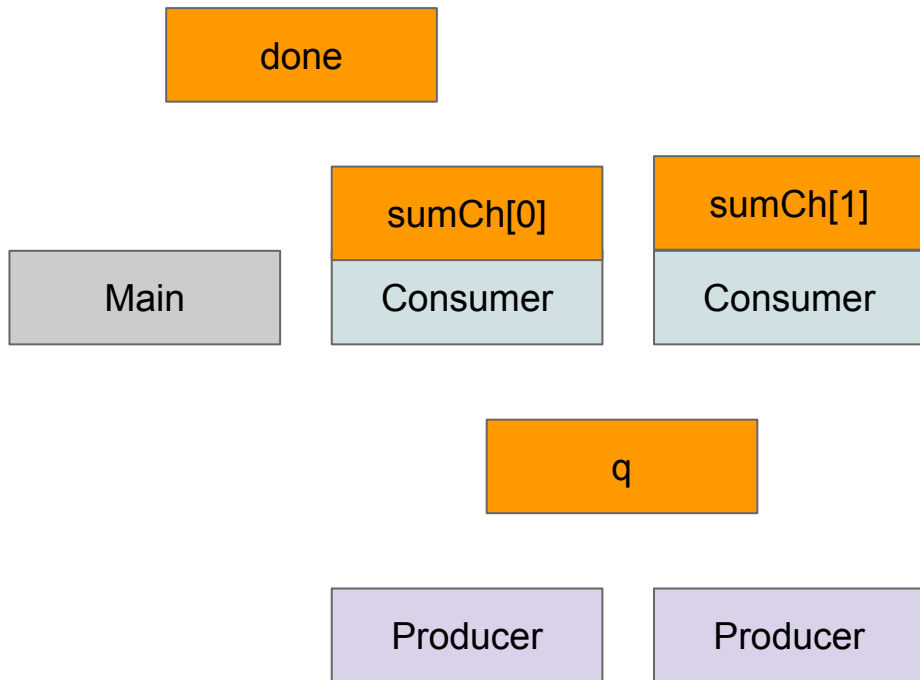 done
sumCh[0]
sumCh[1]
Main
Consumer
Consumer
q
Producer
Producer